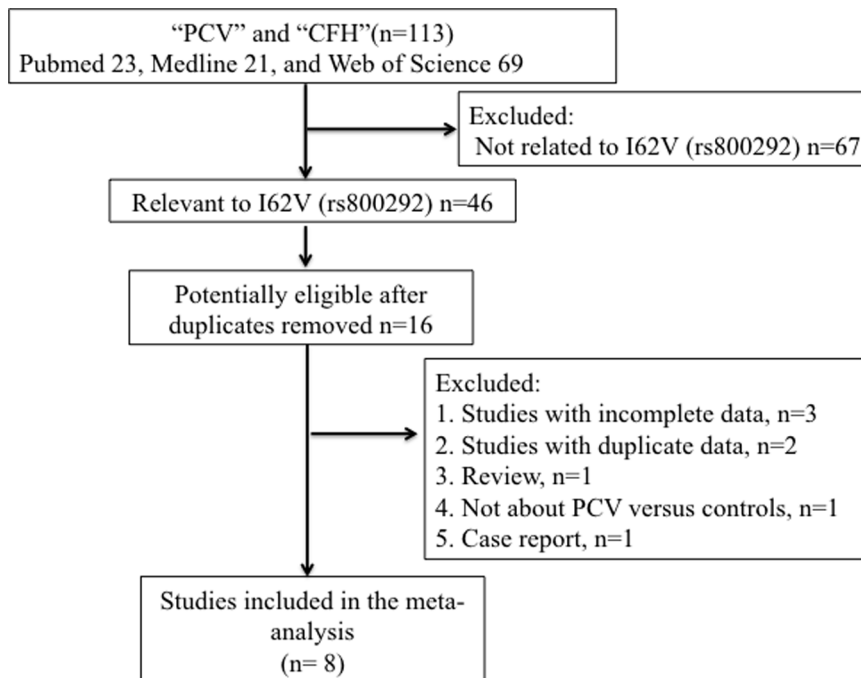 “PCV” and “CFH”(n=113)
Pubmed 23, Medline 21, and Web of Science 69
Excluded:
Not related to I62V (rs800292) n=67
Relevant to I62V (rs800292) n=46
Potentially eligible after
duplicates removed n=16
Excluded:
1. Studies with incomplete data, n=3
2. Studies with duplicate data, n=2
3. Review, n=1
4. Not about PCV versus controls, n=1
5. Case report, n=1
Studies included in the meta-
analysis
(n= 8)